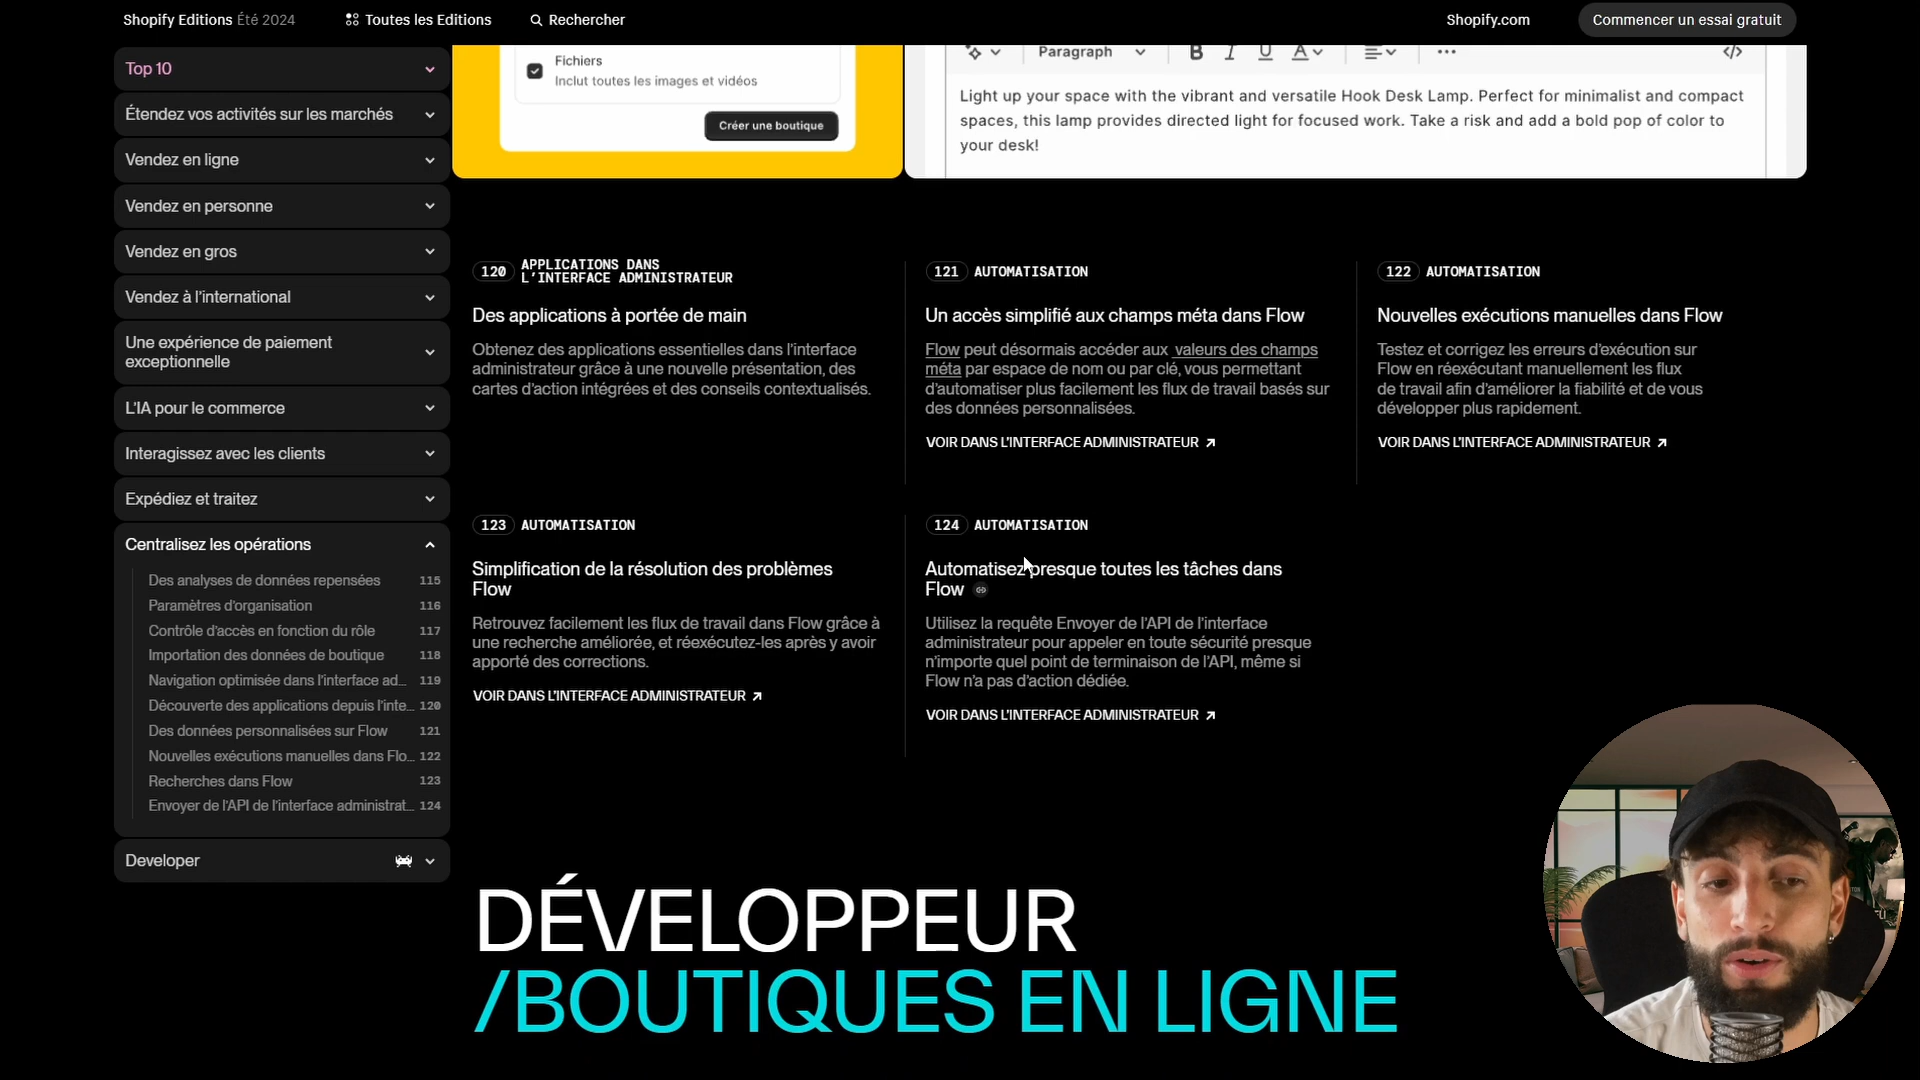 Shopify Editions Été 2024
Toutes les Editions
Rechercher
Shopify.com
Commencer un essai gratuit
Top 10
Étendez vos activités sur les marchés
Vendez en ligne
Vendez en personne
Vendez en gros
Vendez à l'international
Une expérience de paiement
exceptionnelle
L'IA pour le commerce
Interagissez avec les clients
Expédiez et traitez
Centralisez les opérations
Des analyses de données repensées 115
Paramètres d'organisation 116
Contrôle d'accès en fonction du rôle 117
Importation des données de boutique 118
Navigation optimisée dans l'interface ad... 119
Découverte des applications depuis l'inte... 120
Des données personnalisées sur Flow 121
Nouvelles exécutions manuelles dans Flo... 122
Recherches dans Flow 123
Envoyer de l'API de l'interface administrat... 124
Developer
Fichiers
Inclut toutes les images et vidéos
Créer une boutique
Paragraph B I U A ... </>
Light up your space with the vibrant and versatile Hook Desk Lamp. Perfect for minimalist and compact
spaces, this lamp provides directed light for focused work. Take a risk and add a bold pop of color to
your desk!
120 APPLICATIONS DANS
L'INTERFACE ADMINISTRATEUR
Des applications à portée de main
Obtenez des applications essentielles dans l'interface
administrateur grâce à une nouvelle présentation, des
cartes d'action intégrées et des conseils contextualisés.
121 AUTOMATISATION
Un accès simplifié aux champs méta dans Flow
Flow peut désormais accéder aux valeurs des champs
méta par espace de nom ou par clé, vous permettant
d'automatiser plus facilement les flux de travail basés sur
des données personnalisées.
VOIR DANS L'INTERFACE ADMINISTRATEUR
122 AUTOMATISATION
Nouvelles exécutions manuelles dans Flow
Testez et corrigez les erreurs d'exécution sur
Flow en réexécutant manuellement les flux
de travail afin d'améliorer la fiabilité et de vous
développer plus rapidement.
VOIR DANS L'INTERFACE ADMINISTRATEUR
123 AUTOMATISATION
Simplification de la résolution des problèmes
Flow
Retrouvez facilement les flux de travail dans Flow grâce à
une recherche améliorée, et réexécutez-les après y avoir
apporté des corrections.
VOIR DANS L'INTERFACE ADMINISTRATEUR
124 AUTOMATISATION
Automatisez presque toutes les tâches dans
Flow
Utilisez la requête Envoyer de l'API de l'interface
administrateur pour appeler en toute sécurité presque
n'importe quel point de terminaison de l'API, même si
Flow n'a pas d'action dédiée.
VOIR DANS L'INTERFACE ADMINISTRATEUR
DÉVELOPPEUR
/BOUTIQUES EN LIGNE